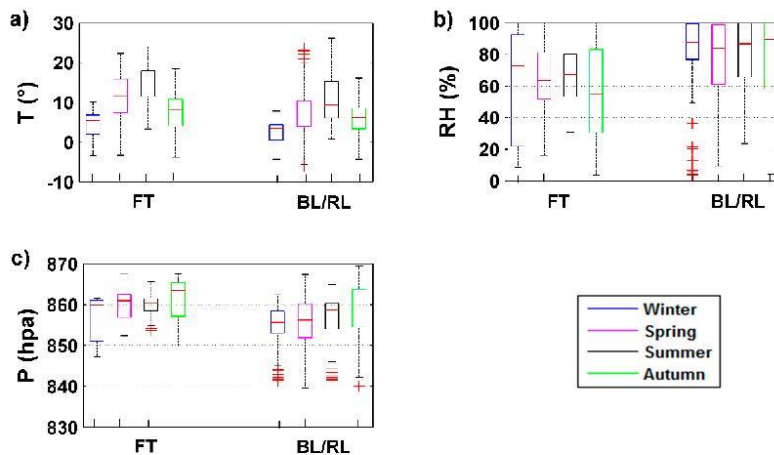 a)
30
20
10
0
-10
T (°)
FT
BL/RL
b)
100
80
60
40
20
0
RH (%)
FT
BL/RL
c)
870
860
850
840
830
P (hpa)
FT
BL/RL
Winter
Spring
Summer
Autumn